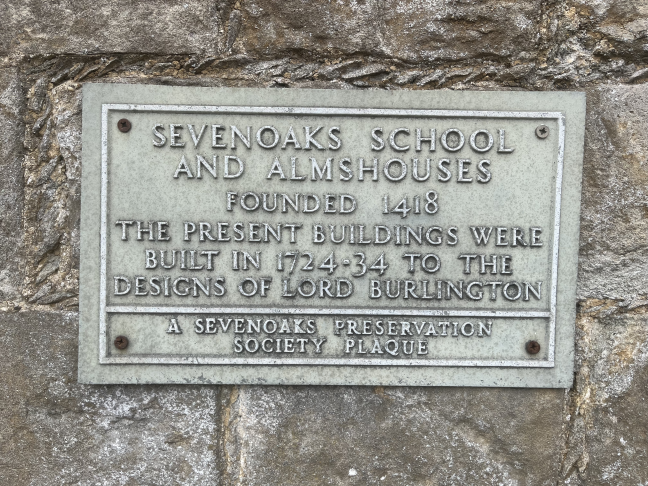 SEVENOAKS SCHOOL
AND ALMSHOUSES
FOUNDED 1418
THE PRESENT BUILDINGS WERE
BUILT IN 1724-34 TO THE
DESIGNS OF LORD BURLINGTON
A SEVENOAKS PRESERVATION
SOCIETY PLAQUE